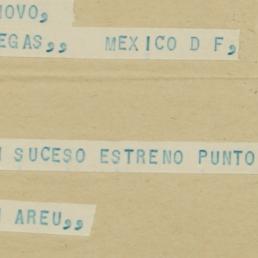 NOVO,
EGAS,, MEXICO D F,
SUCESO ESTRENO PUNTO
AREU,,